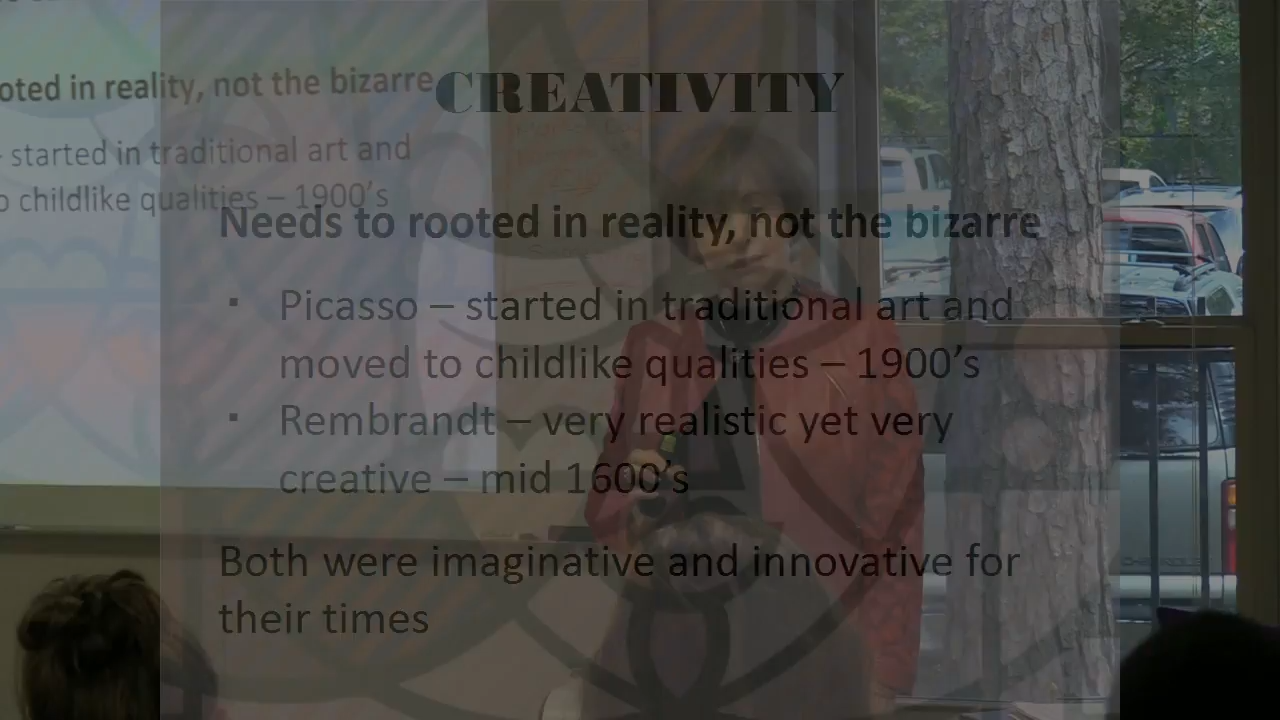 oted in reality, not the bizarre
started in traditional art and
o childlike qualities – 1900's
CREATIVITY
Needs to rooted in reality, not the bizarre
▪ Picasso – started in traditional art and
moved to childlike qualities – 1900's
▪ Rembrandt – very realistic yet very
creative – mid 1600's
Both were imaginative and innovative for
their times